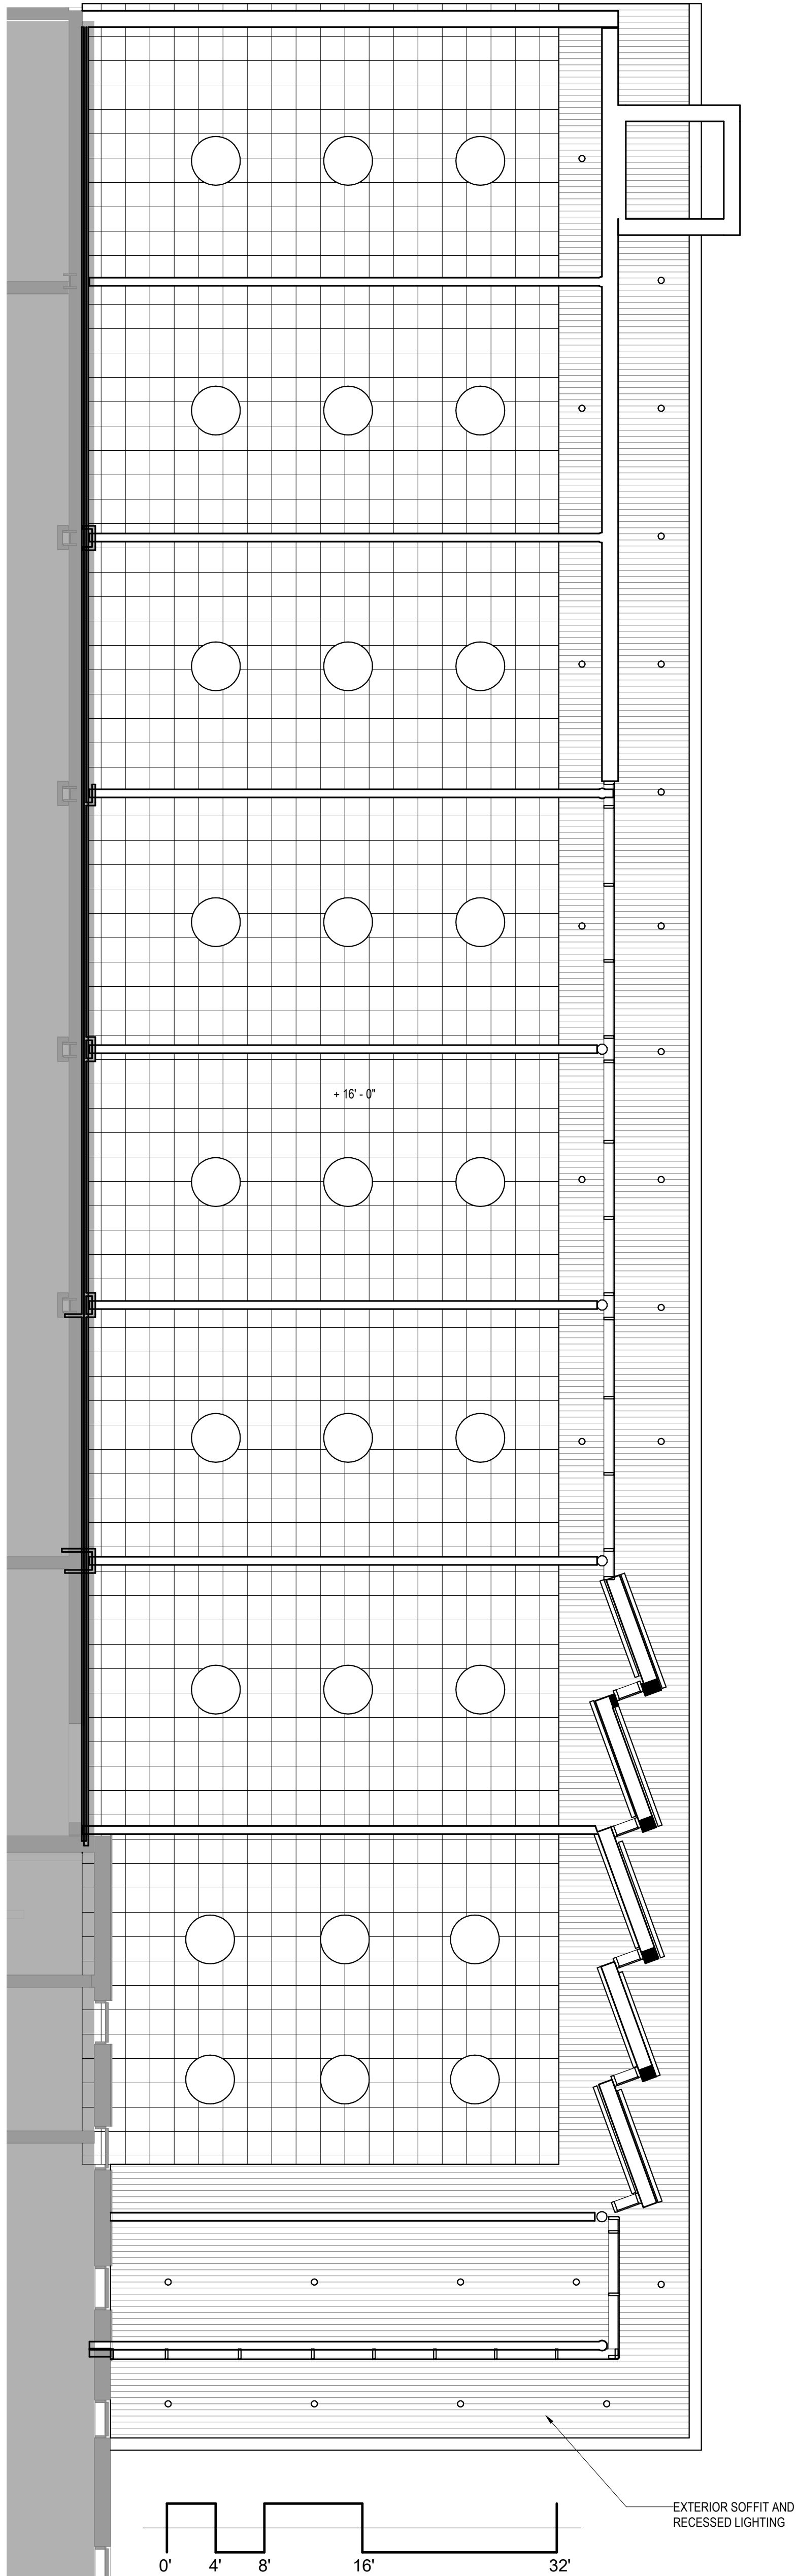 + 16' - 0"
EXTERIOR SOFFIT AND
RECESSED LIGHTING
0' 4' 8' 16' 32'